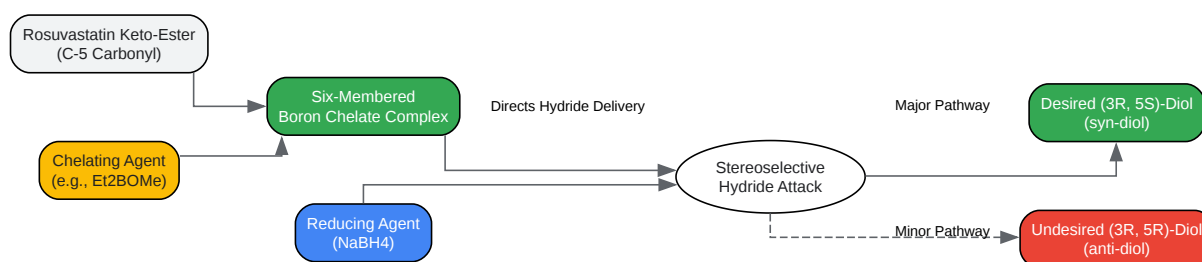 Rosuvastatin Keto-Ester
(C-5 Carbonyl)
Six-Membered
Boron Chelate Complex
Directs Hydride Delivery
Major Pathway
Desired (3R, 5S)-Diol
(syn-diol)
Chelating Agent
(e.g., Et2BOMe)
Stereoselective
Hydride Attack
Reducing Agent
(NaBH4)
Minor Pathway
Undesired (3R, 5R)-Diol
(anti-diol)